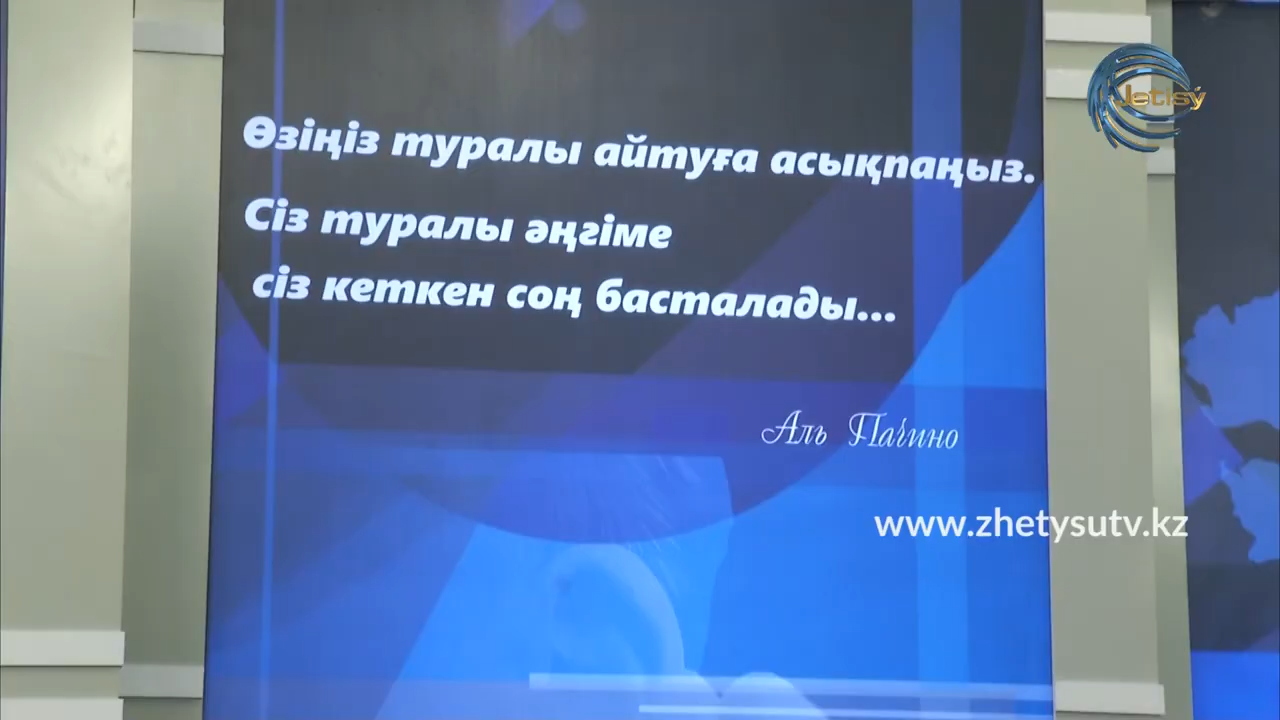 Jetisý
Өзіңіз туралы айтуға асықпаңыз.
Сіз туралы әңгіме
сіз кеткен соң басталады...
Аль Пачино
www.zhetysutv.kz